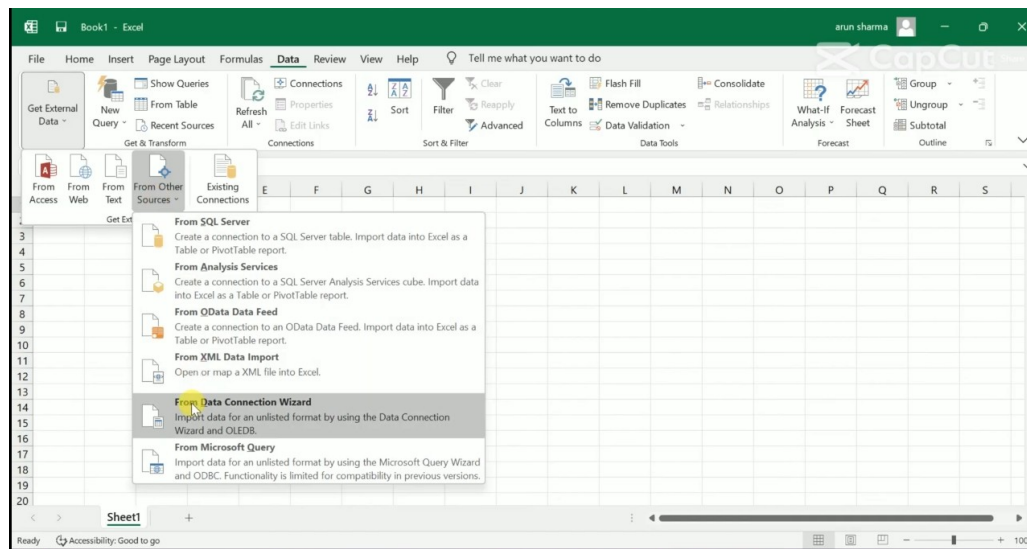 Book1 - Excel
arun sharma
CapCut
File Home Insert Page Layout Formulas Data Review View Help Tell me what you want to do
Get External Data
New Query
Show Queries
From Table
Recent Sources
Get & Transform
Refresh All
Connections
Properties
Edit Links
Connections
Sort
Filter
Clear
Reapply
Advanced
Sort & Filter
Text to Columns
Flash Fill
Remove Duplicates
Data Validation
Consolidate
Relationships
Data Tools
What-If Analysis
Forecast Sheet
Forecast
Group
Ungroup
Subtotal
Outline
From Access
From Web
From Text
From Other Sources
Existing Connections
Get Ext
E F G H I J K L M N O P Q R S
From SQL Server
Create a connection to a SQL Server table. Import data into Excel as a
Table or PivotTable report.
From Analysis Services
Create a connection to a SQL Server Analysis Services cube. Import data
into Excel as a Table or PivotTable report.
From OData Data Feed
Create a connection to an OData Data Feed. Import data into Excel as a
Table or PivotTable report.
From XML Data Import
Open or map a XML file into Excel.
From Data Connection Wizard
Import data for an unlisted format by using the Data Connection
Wizard and OLEDB.
From Microsoft Query
Import data for an unlisted format by using the Microsoft Query Wizard
and ODBC. Functionality is limited for compatibility in previous versions.
3
4
5
6
7
8
9
10
11
12
13
14
15
16
17
18
19
20
Sheet1
Ready Accessibility: Good to go
100